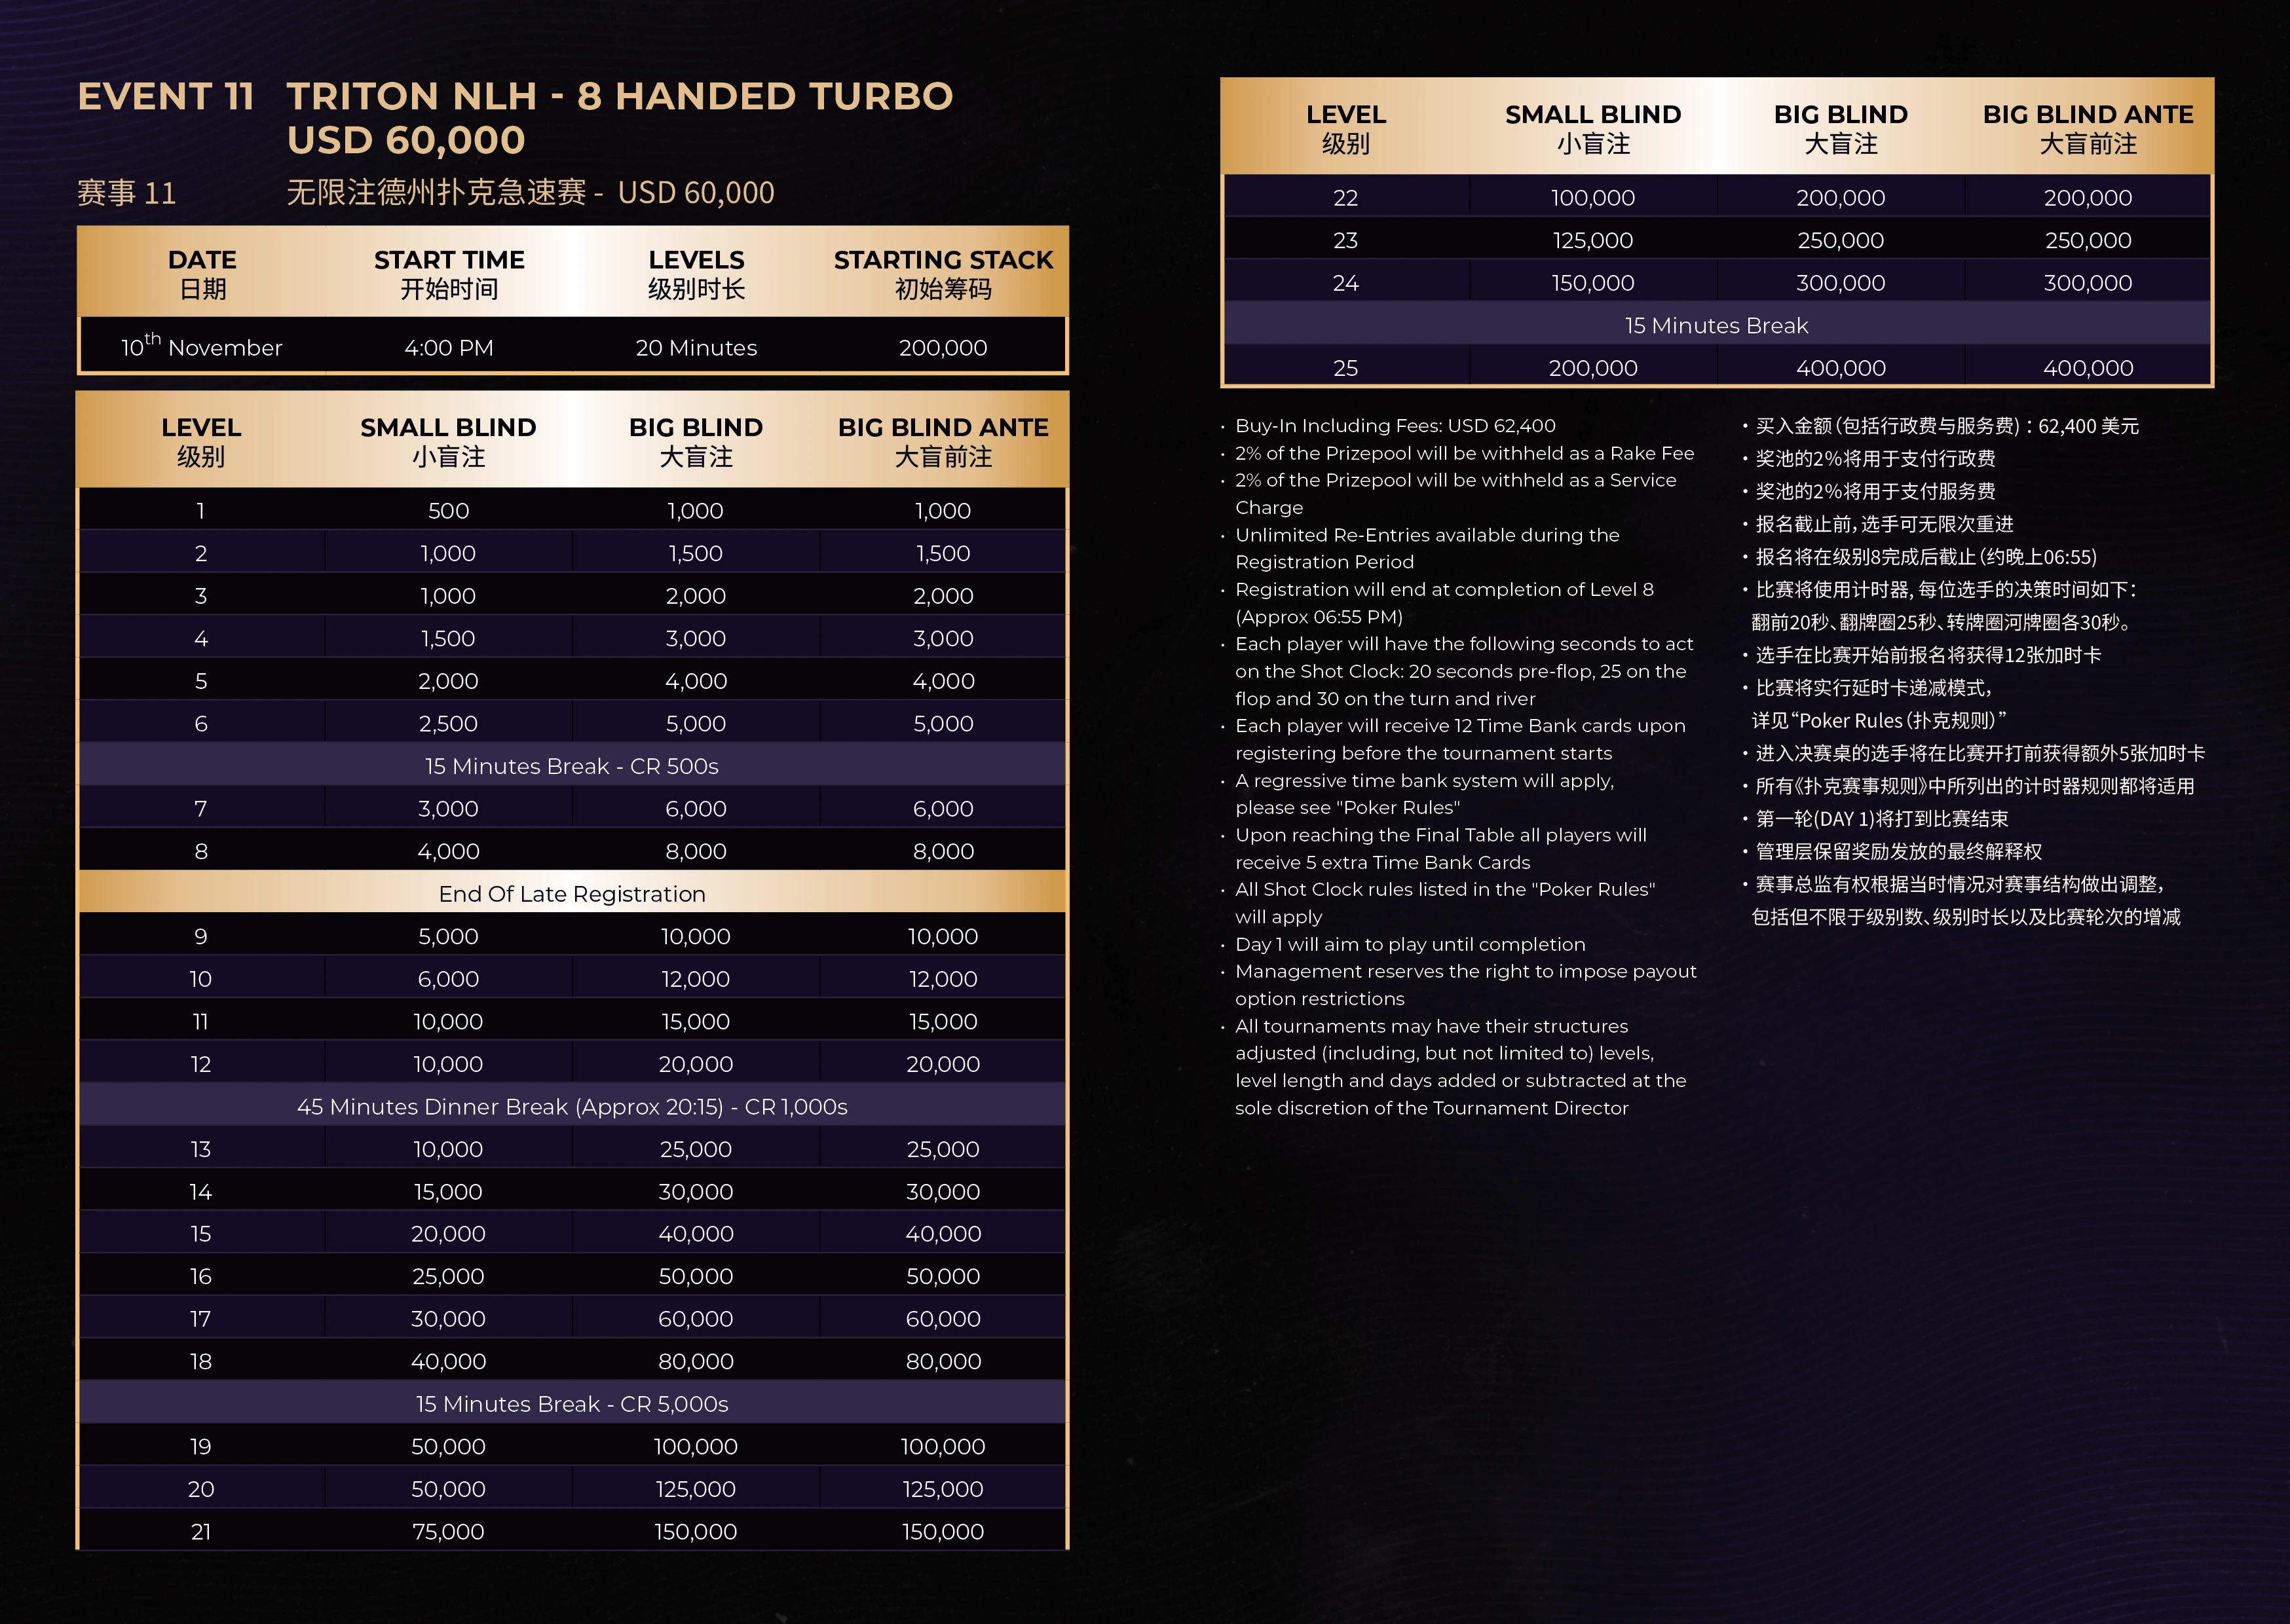 EVENT 11 TRITON NLH - 8 HANDED TURBO
USD 60,000
赛事 11 无限注德州扑克急速赛 - USD 60,000
DATE START TIME LEVELS STARTING STACK
日期 开始时间 级别时长 初始筹码
10th November 4:00 PM 20 Minutes 200,000
LEVEL SMALL BLIND BIG BLIND BIG BLIND ANTE
级别 小盲注 大盲注 大盲前注
1 500 1,000 1,000
2 1,000 1,500 1,500
3 1,000 2,000 2,000
4 1,500 3,000 3,000
5 2,000 4,000 4,000
6 2,500 5,000 5,000
15 Minutes Break - CR 500s
7 3,000 6,000 6,000
8 4,000 8,000 8,000
End Of Late Registration
9 5,000 10,000 10,000
10 6,000 12,000 12,000
11 10,000 15,000 15,000
12 10,000 20,000 20,000
45 Minutes Dinner Break (Approx 20:15) - CR 1,000s
13 10,000 25,000 25,000
14 15,000 30,000 30,000
15 20,000 40,000 40,000
16 25,000 50,000 50,000
17 30,000 60,000 60,000
18 40,000 80,000 80,000
15 Minutes Break - CR 5,000s
19 50,000 100,000 100,000
20 50,000 125,000 125,000
21 75,000 150,000 150,000
LEVEL SMALL BLIND BIG BLIND BIG BLIND ANTE
级别 小盲注 大盲注 大盲前注
22 100,000 200,000 200,000
23 125,000 250,000 250,000
24 150,000 300,000 300,000
15 Minutes Break
25 200,000 400,000 400,000
· Buy-In Including Fees: USD 62,400
· 2% of the Prizepool will be withheld as a Rake Fee
· 2% of the Prizepool will be withheld as a Service
Charge
· Unlimited Re-Entries available during the
Registration Period
· Registration will end at completion of Level 8
(Approx 06:55 PM)
· Each player will have the following seconds to act
on the Shot Clock: 20 seconds pre-flop, 25 on the
flop and 30 on the turn and river
· Each player will receive 12 Time Bank cards upon
registering before the tournament starts
· A regressive time bank system will apply,
please see "Poker Rules"
· Upon reaching the Final Table all players will
receive 5 extra Time Bank Cards
· All Shot Clock rules listed in the "Poker Rules"
will apply
· Day 1 will aim to play until completion
· Management reserves the right to impose payout
option restrictions
· All tournaments may have their structures
adjusted (including, but not limited to) levels,
level length and days added or subtracted at the
sole discretion of the Tournament Director
· 买入金额（包括行政费与服务费）：62,400 美元
· 奖池的2%将用于支付行政费
· 奖池的2%将用于支付服务费
· 报名截止前，选手可无限次重进
· 报名将在级别8完成后截止（约晚上06:55）
· 比赛将使用计时器, 每位选手的决策时间如下：
翻前20秒、翻牌圈25秒、转牌圈河牌圈各30秒。
· 选手在比赛开始前报名将获得12张加时卡
· 比赛将实行延时卡递减模式，
详见“Poker Rules（扑克规则）”
· 进入决赛桌的选手将在比赛开打前获得额外5张加时卡
· 所有《扑克赛事规则》中所列出的计时器规则都将适用
· 第一轮(DAY 1)将打到比赛结束
· 管理层保留奖励发放的最终解释权
· 赛事总监有权根据当时情况对赛事结构做出调整，
包括但不限于级别数、级别时长以及比赛轮次的增减